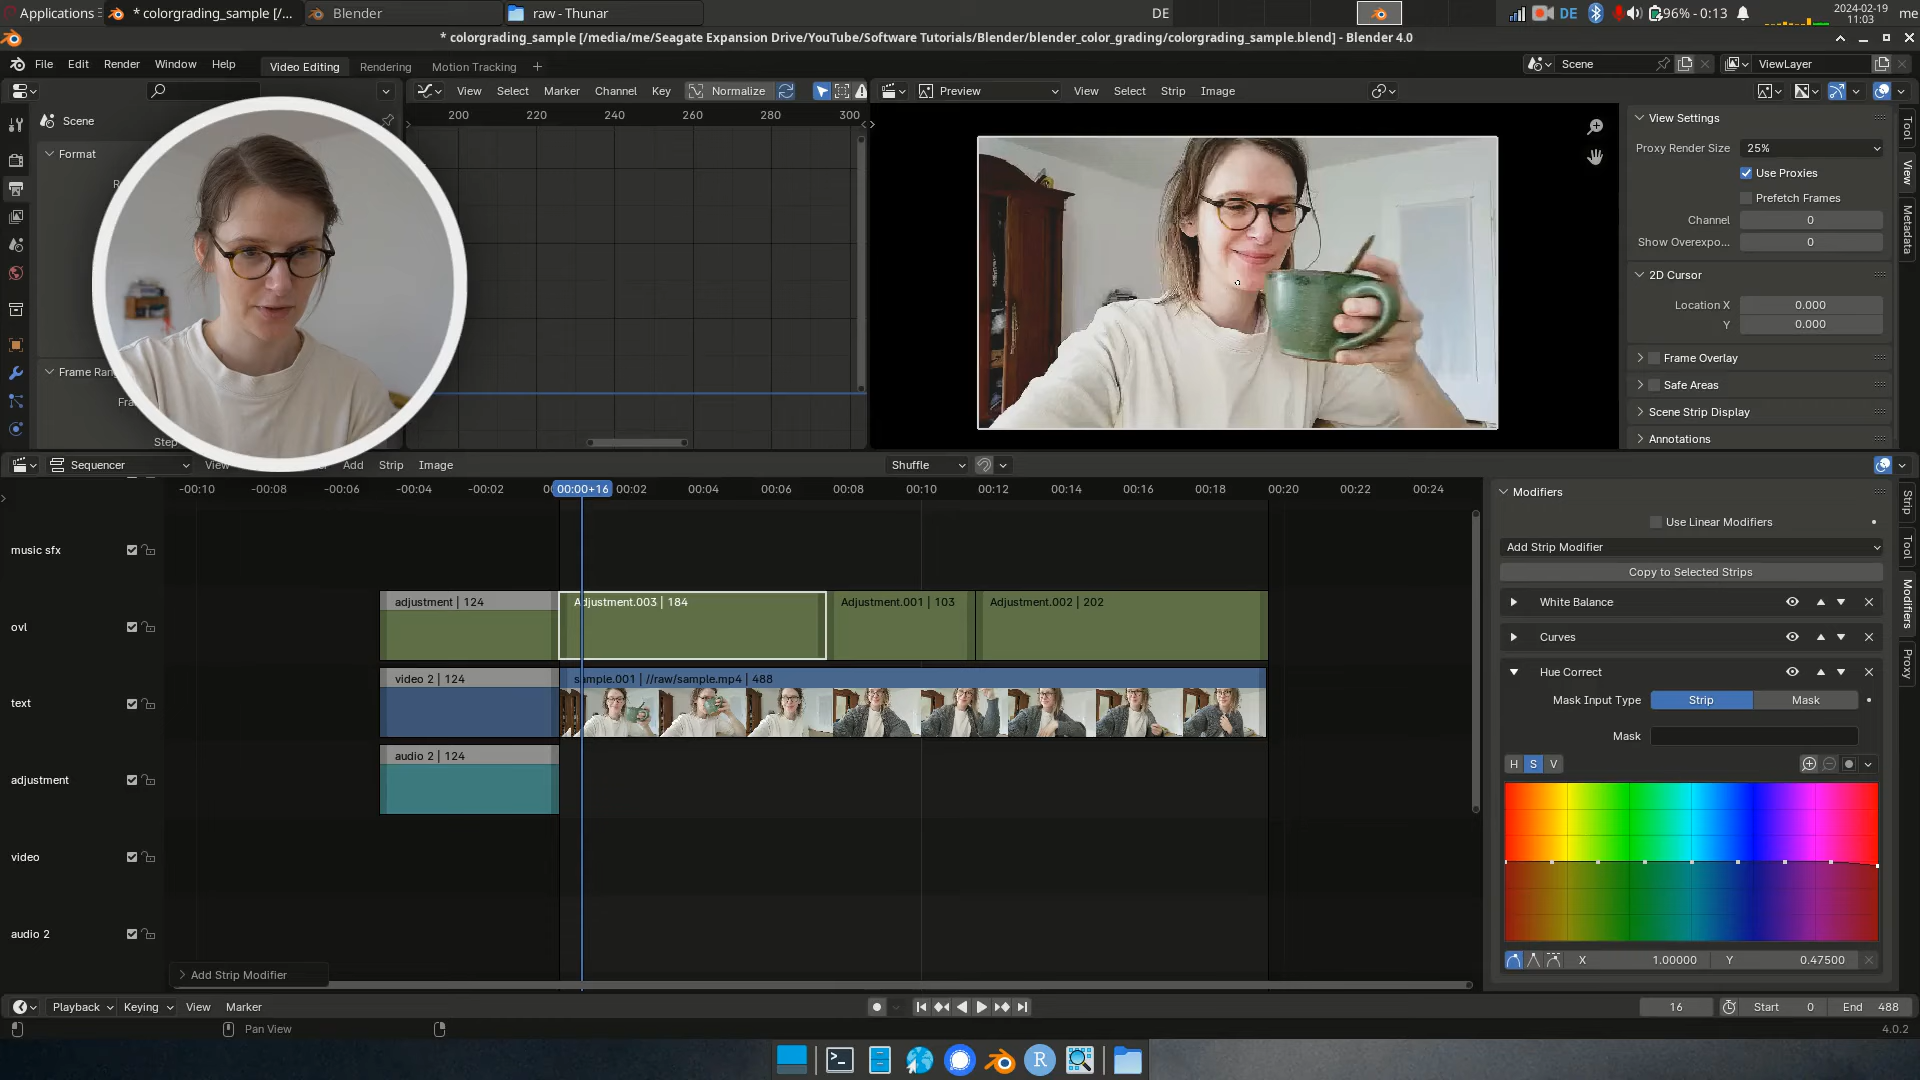 Applications
* colorgrading_sample [/...
Blender
raw - Thunar
DE
DE
96% - 0:13
2024-02-19
11:03
me
* colorgrading_sample [/media/me/Seagate Expansion Drive/YouTube/Software Tutorials/Blender/blender_color_grading/colorgrading_sample.blend] - Blender 4.0
File Edit Render Window Help
Video Editing Rendering Motion Tracking +
Scene
ViewLayer
View Select Marker Channel Key Normalize
Preview View Select Strip Image
200 220 240 260 280 300
Scene
Format
Frame Ran
Fra
Step
View Settings
Proxy Render Size 25%
Use Proxies
Prefetch Frames
Channel 0
Show Overexpo... 0
2D Cursor
Location X 0.000
Y 0.000
Frame Overlay
Safe Areas
Scene Strip Display
Annotations
Tool
View
Metadata
Sequencer
Add Strip Image
Shuffle
-00:10 -00:08 -00:06 -00:04 -00:02 00:00+16 00:02 00:04 00:06 00:08 00:10 00:12 00:14 00:16 00:18 00:20 00:22 00:24
music sfx
ovl
text
adjustment
video
audio 2
adjustment | 124
Adjustment.003 | 184
Adjustment.001 | 103
Adjustment.002 | 202
video 2 | 124
sample.001 | //raw/sample.mp4 | 488
audio 2 | 124
Add Strip Modifier
Modifiers
Use Linear Modifiers
Add Strip Modifier
Copy to Selected Strips
White Balance
Curves
Hue Correct
Mask Input Type Strip Mask
Mask
H S V
X 1.00000 Y 0.47500
Strip
Tool
Modifiers
Proxy
Playback Keying View Marker
16 Start 0 End 488
Pan View
4.0.2
R